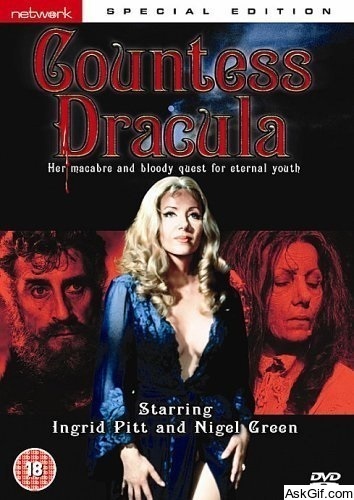 network
SPECIAL EDITION
Countess
Dracula
Her macabre and bloody quest for eternal youth
Starring
Ingrid Pitt and Nigel Green
18
DVD
AskGif.com